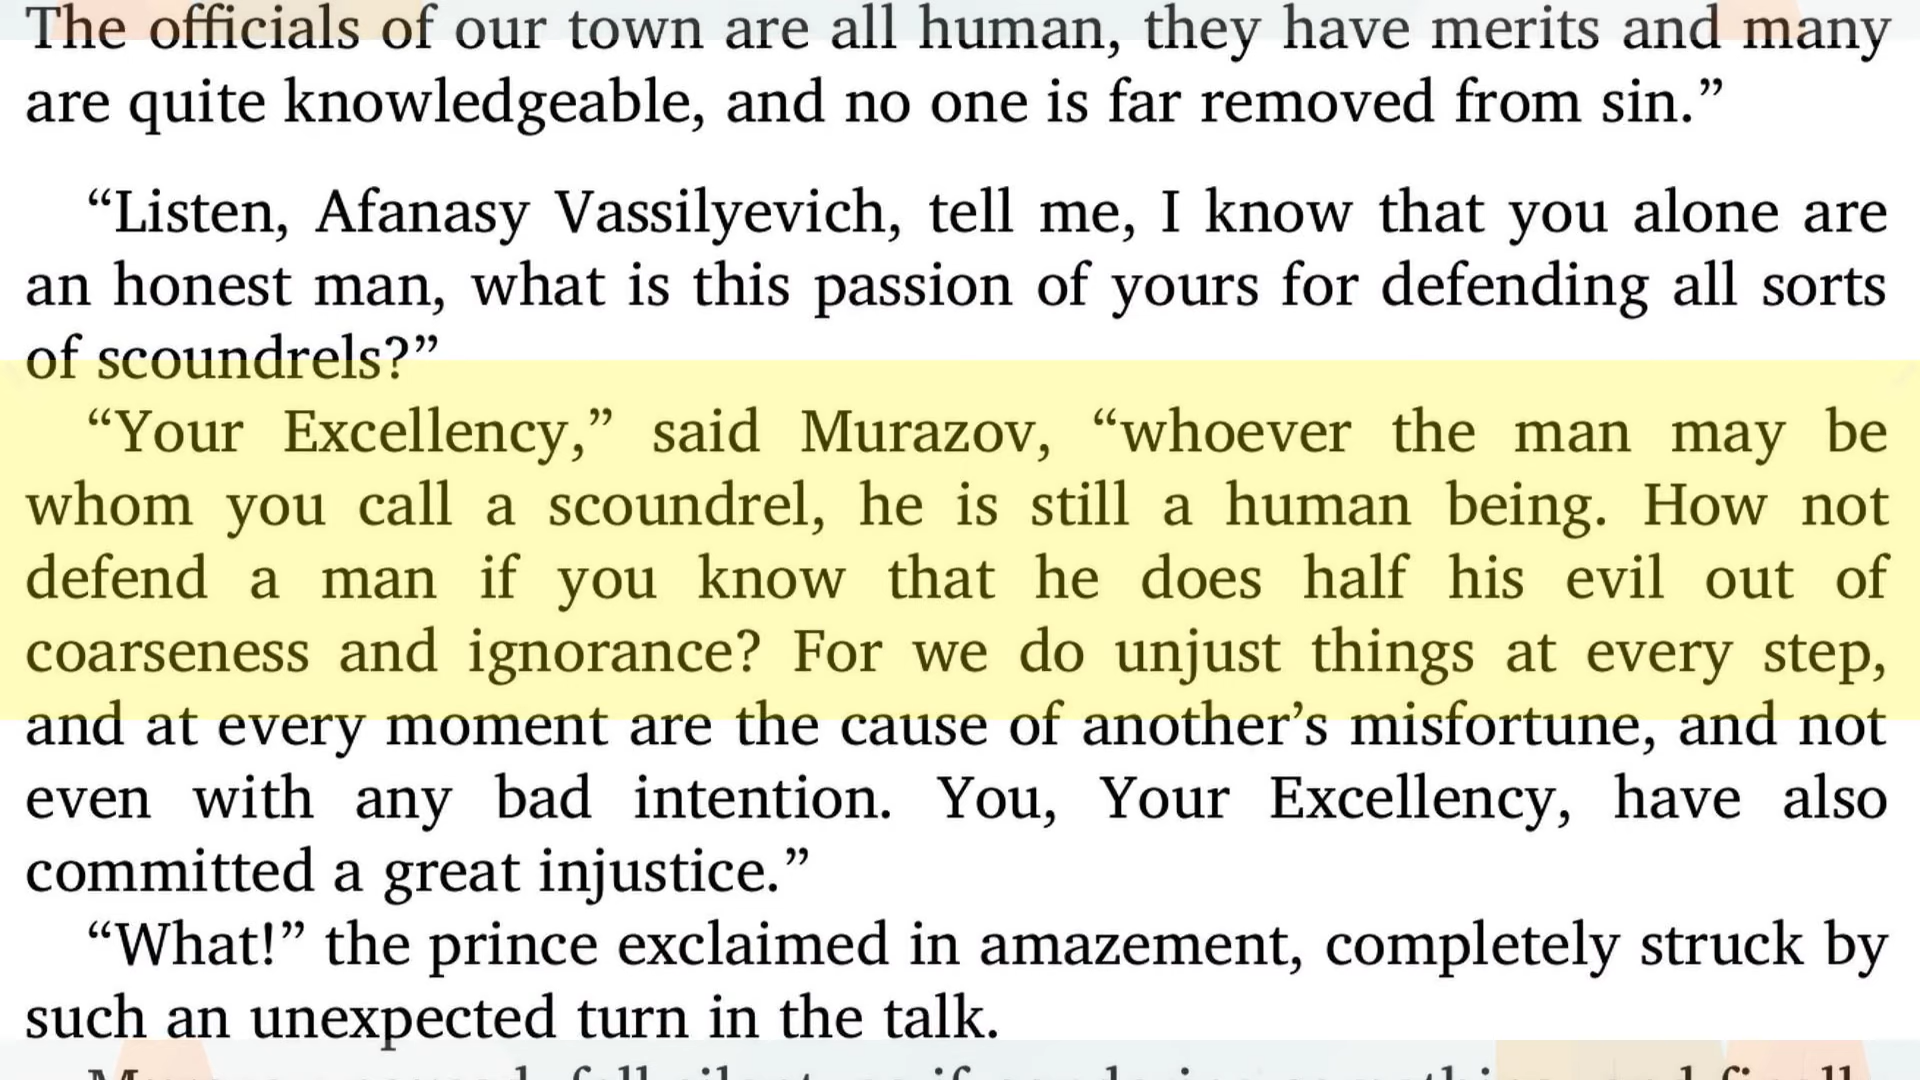 The officials of our town are all human, they have merits and many
are quite knowledgeable, and no one is far removed from sin.”
“Listen, Afanasy Vassilyevich, tell me, I know that you alone are
an honest man, what is this passion of yours for defending all sorts
of scoundrels?”
“Your Excellency,” said Murazov, “whoever the man may be
whom you call a scoundrel, he is still a human being. How not
defend a man if you know that he does half his evil out of
coarseness and ignorance? For we do unjust things at every step,
and at every moment are the cause of another’s misfortune, and not
even with any bad intention. You, Your Excellency, have also
committed a great injustice.”
“What!” the prince exclaimed in amazement, completely struck by
such an unexpected turn in the talk.